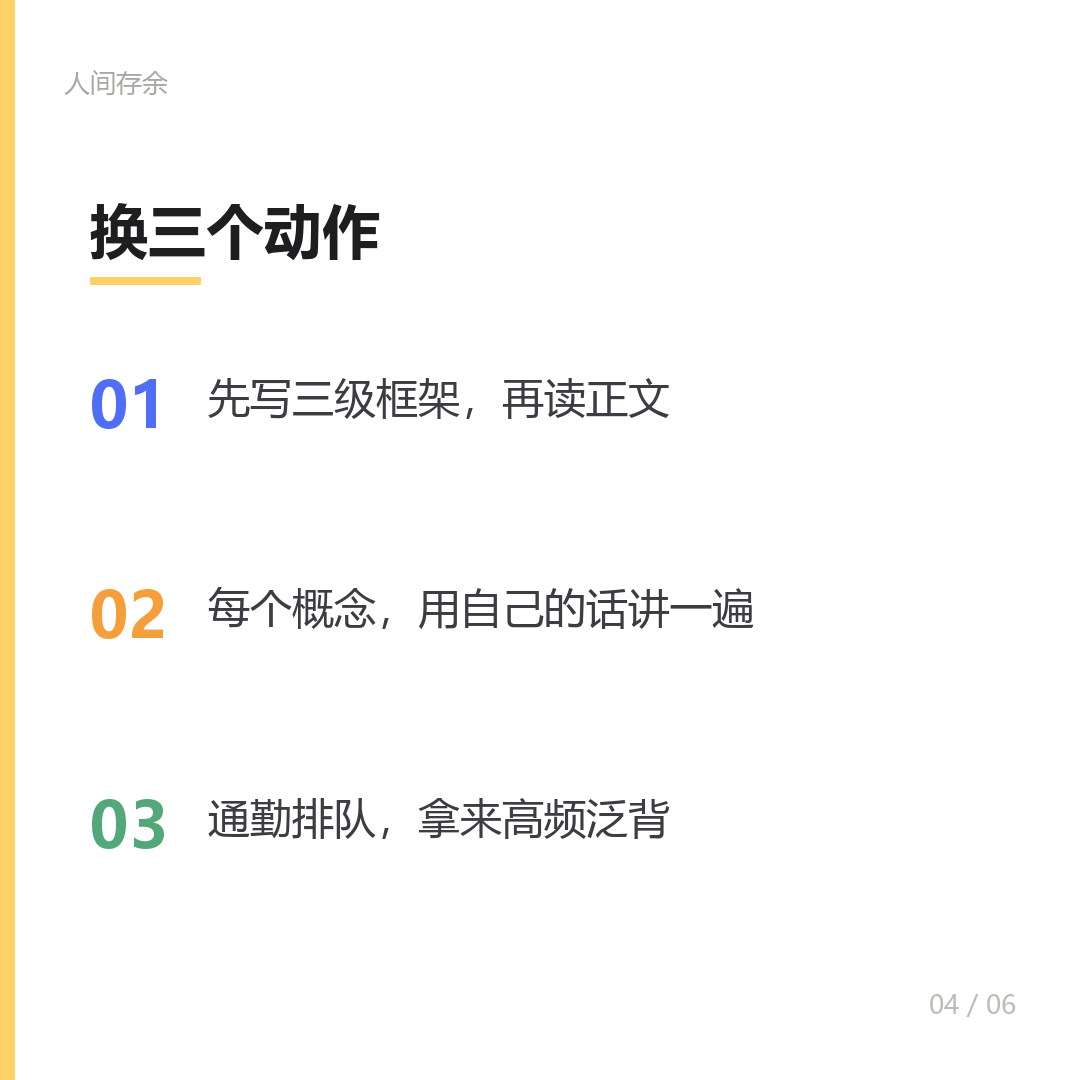 人间存余
换三个动作
01 先写三级框架，再读正文
02 每个概念，用自己的话讲一遍
03 通勤排队，拿来高频泛背
04 / 06